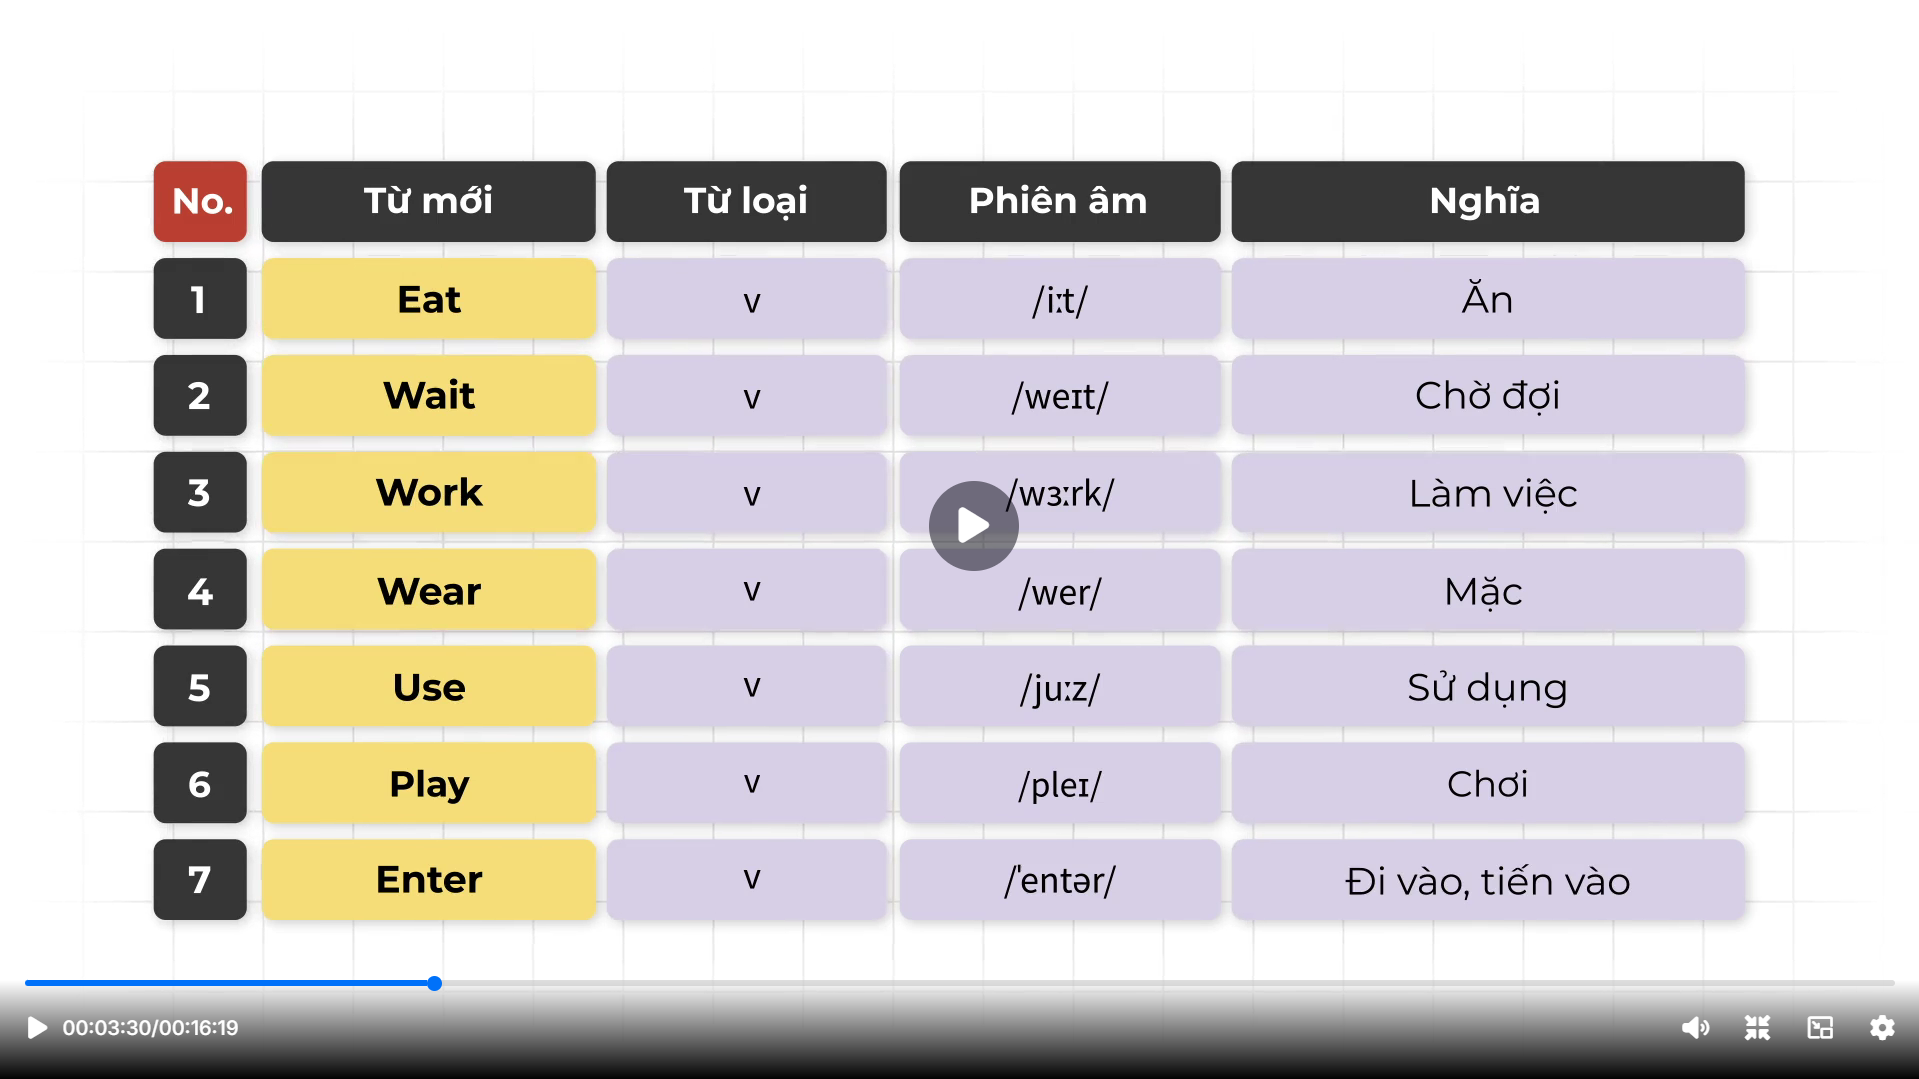 No. Từ mới Từ loại Phiên âm Nghĩa
1 Eat v /iːt/ Ăn
2 Wait v /weɪt/ Chờ đợi
3 Work v /wɜːrk/ Làm việc
4 Wear v /wer/ Mặc
5 Use v /juːz/ Sử dụng
6 Play v /pleɪ/ Chơi
7 Enter v /ˈentər/ Đi vào, tiến vào
00:03:30/00:16:19